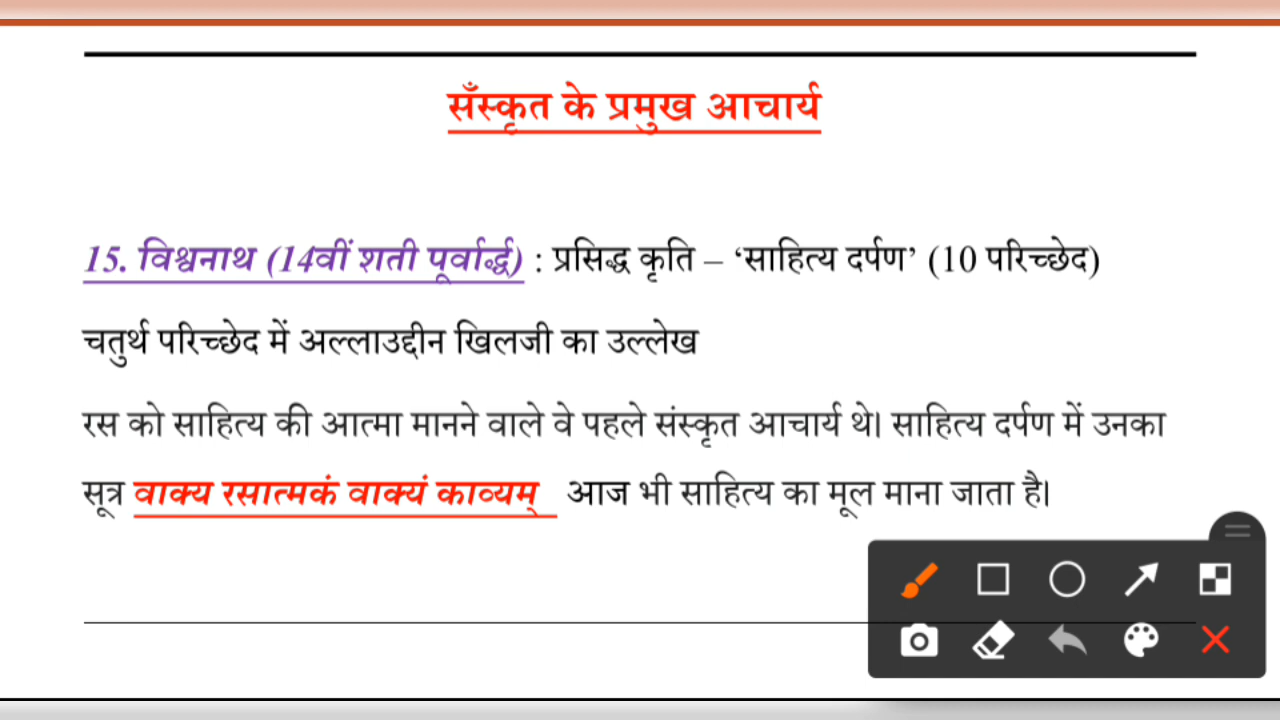 सँस्कृत के प्रमुख आचार्य
15. विश्वनाथ (14वीं शती पूर्वार्द्ध) : प्रसिद्ध कृति – ‘साहित्य दर्पण’ (10 परिच्छेद)
चतुर्थ परिच्छेद में अल्लाउद्दीन खिलजी का उल्लेख
रस को साहित्य की आत्मा मानने वाले वे पहले संस्कृत आचार्य थे। साहित्य दर्पण में उनका
सूत्र वाक्य रसात्मकं वाक्यं काव्यम् आज भी साहित्य का मूल माना जाता है।